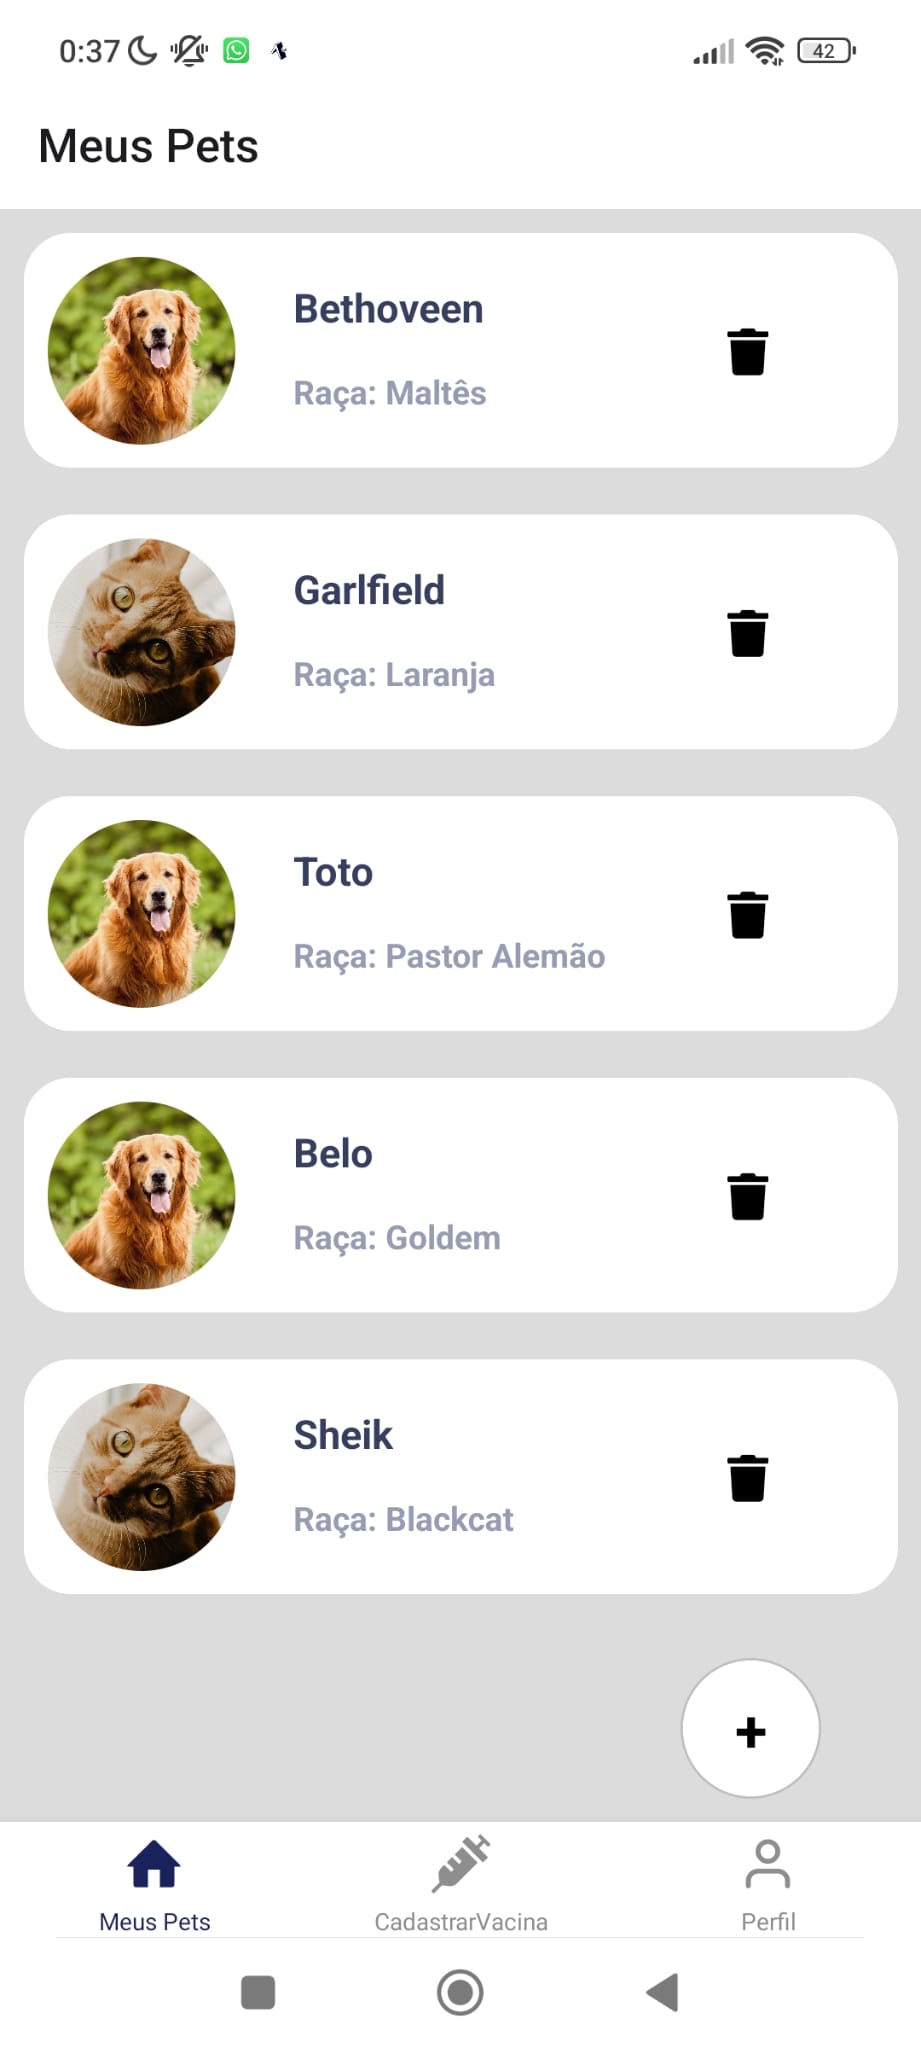 0:37
42
Meus Pets
Bethoveen
Raça: Maltês
Garlfield
Raça: Laranja
Toto
Raça: Pastor Alemão
Belo
Raça: Goldem
Sheik
Raça: Blackcat
+
Meus Pets
CadastrarVacina
Perfil